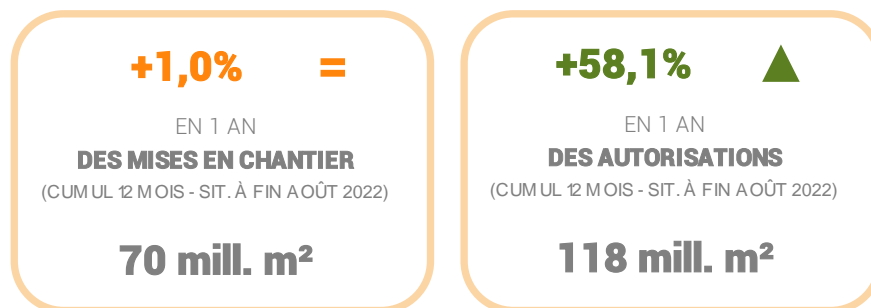 +1,0% =
EN 1 AN
DES MISES EN CHANTIER
(CUMUL 12 MOIS - SIT. À FIN AOÛT 2022)
70 mill. m²
+58,1% ▲
EN 1 AN
DES AUTORISATIONS
(CUMUL 12 MOIS - SIT. À FIN AOÛT 2022)
118 mill. m²